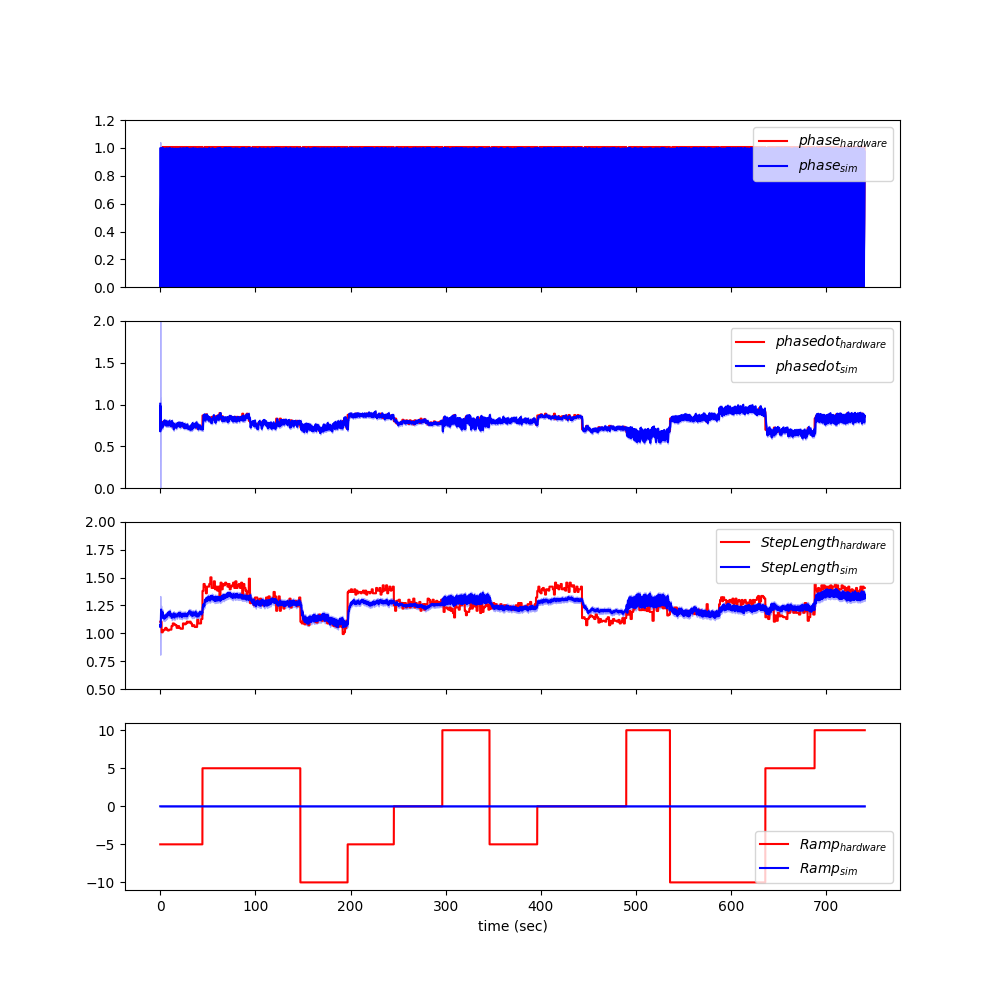 1.2
1.0
0.8
0.6
0.4
0.2
0.0
phase_hardware
phase_sim
2.0
1.5
1.0
0.5
0.0
phasedot_hardware
phasedot_sim
2.00
1.75
1.50
1.25
1.00
0.75
0.50
StepLength_hardware
StepLength_sim
10
5
0
−5
−10
Ramp_hardware
Ramp_sim
0 100 200 300 400 500 600 700
time (sec)